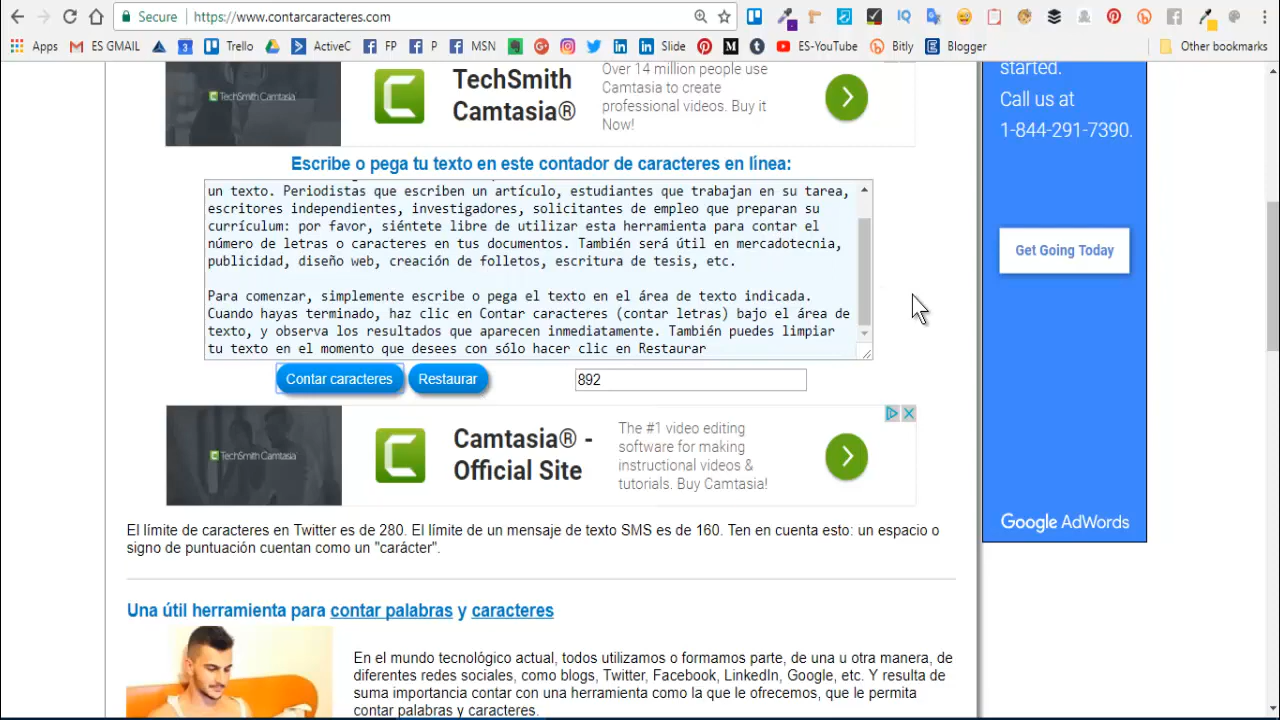 Secure https://www.contarcaracteres.com
Apps ES GMAIL Trello ActiveC FP P MSN Slide ES-YouTube Bitly Blogger Other bookmarks
TechSmith Camtasia
TechSmith
Camtasia®
Over 14 million people use
Camtasia to create
professional videos. Buy it
Now!
started.
Call us at
1-844-291-7390.
Get Going Today
Google AdWords
Escribe o pega tu texto en este contador de caracteres en línea:
un texto. Periodistas que escriben un artículo, estudiantes que trabajan en su tarea,
escritores independientes, investigadores, solicitantes de empleo que preparan su
currículum: por favor, siéntete libre de utilizar esta herramienta para contar el
número de letras o caracteres en tus documentos. También será útil en mercadotecnia,
publicidad, diseño web, creación de folletos, escritura de tesis, etc.
Para comenzar, simplemente escribe o pega el texto en el área de texto indicada.
Cuando hayas terminado, haz clic en Contar caracteres (contar letras) bajo el área de
texto, y observa los resultados que aparecen inmediatamente. También puedes limpiar
tu texto en el momento que desees con sólo hacer clic en Restaurar
Contar caracteres Restaurar 892
TechSmith Camtasia
Camtasia® -
Official Site
The #1 video editing
software for making
instructional videos &
tutorials. Buy Camtasia!
El límite de caracteres en Twitter es de 280. El límite de un mensaje de texto SMS es de 160. Ten en cuenta esto: un espacio o
signo de puntuación cuentan como un "carácter".
Una útil herramienta para contar palabras y caracteres
En el mundo tecnológico actual, todos utilizamos o formamos parte, de una u otra manera, de
diferentes redes sociales, como blogs, Twitter, Facebook, LinkedIn, Google, etc. Y resulta de
suma importancia contar con una herramienta como la que le ofrecemos, que le permita
contar palabras y caracteres.